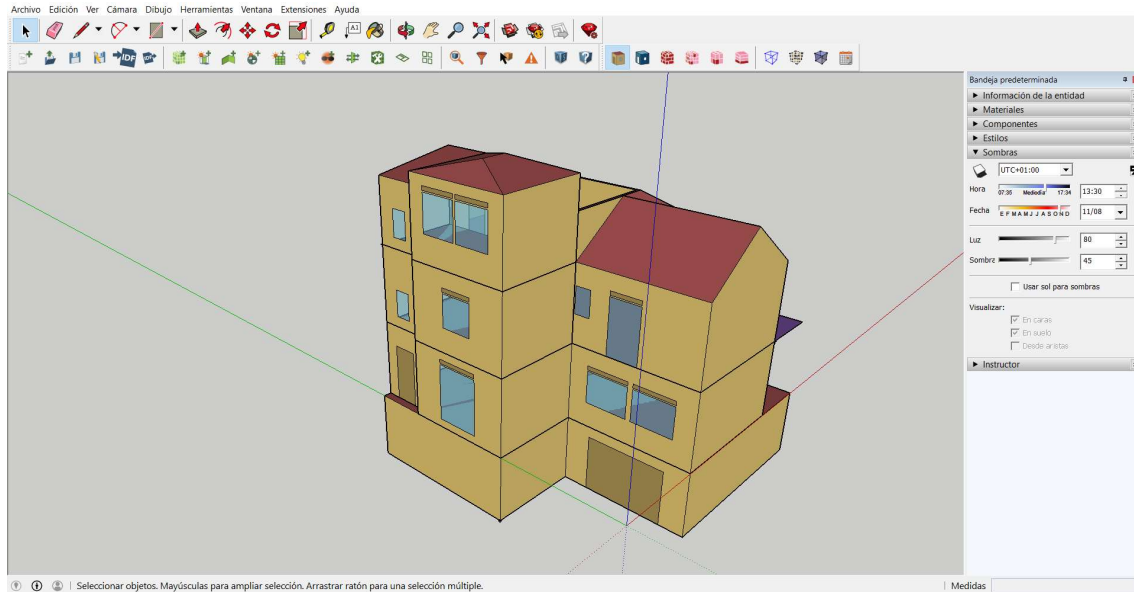 Archivo Edición Ver Cámara Dibujo Herramientas Ventana Extensiones Ayuda
A1
IDF
Bandeja predeterminada
Información de la entidad
Materiales
Componentes
Estilos
Sombras
UTC+01:00
Hora 07:35 Mediodía 17:34 13:30
Fecha E F M A M J J A S O N D 11/08
Luz 80
Sombra 45
Usar sol para sombras
Visualizar:
En caras
En suelo
Desde aristas
Instructor
Seleccionar objetos. Mayúsculas para ampliar selección. Arrastrar ratón para una selección múltiple. Medidas